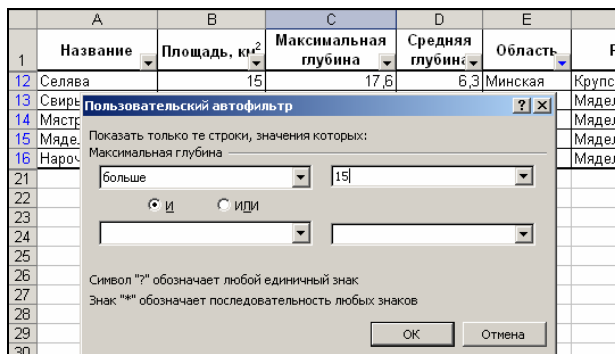 A B C D E
1 Название Площадь, км2 Максимальная глубина Средняя глубина Область
12 Селява 15 17,6 6,3 Минская Крупс
13 Свирь Мядел
14 Мястр Мядел
15 Мядел Мядел
16 Нароч Мядел
21
22
23
24
25
26
27
28
29
30
Пользовательский автофильтр
Показать только те строки, значения которых:
Максимальная глубина
больше 15
И ИЛИ
Символ "?" обозначает любой единичный знак
Знак "*" обозначает последовательность любых знаков
ОК Отмена